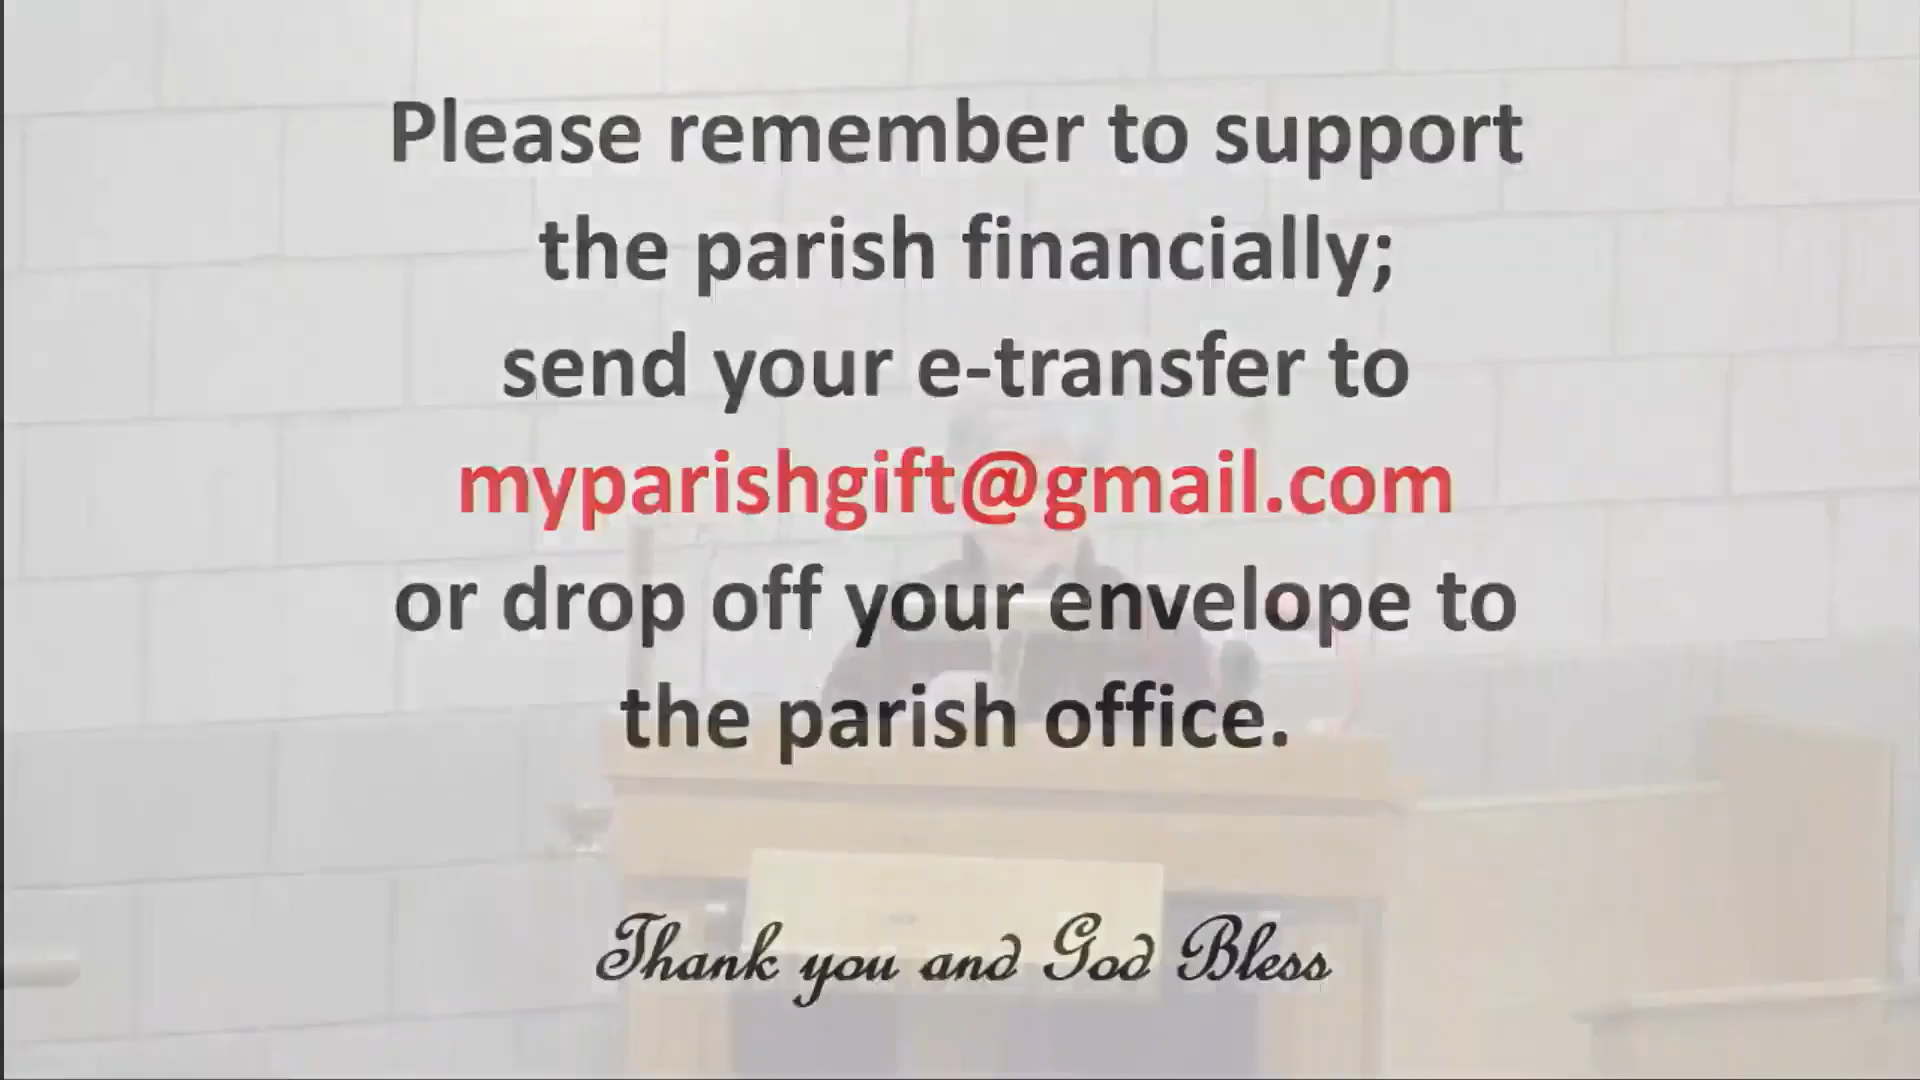 Please remember to support
the parish financially;
send your e-transfer to
myparishgift@gmail.com
or drop off your envelope to
the parish office.
Thank you and God Bless